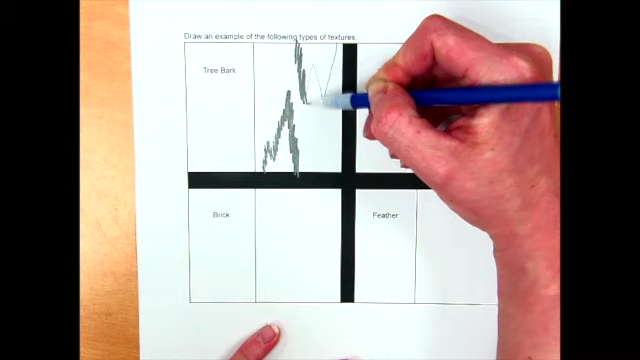 Draw an example of the following types of textures:
Tree Bark
Brick
Feather